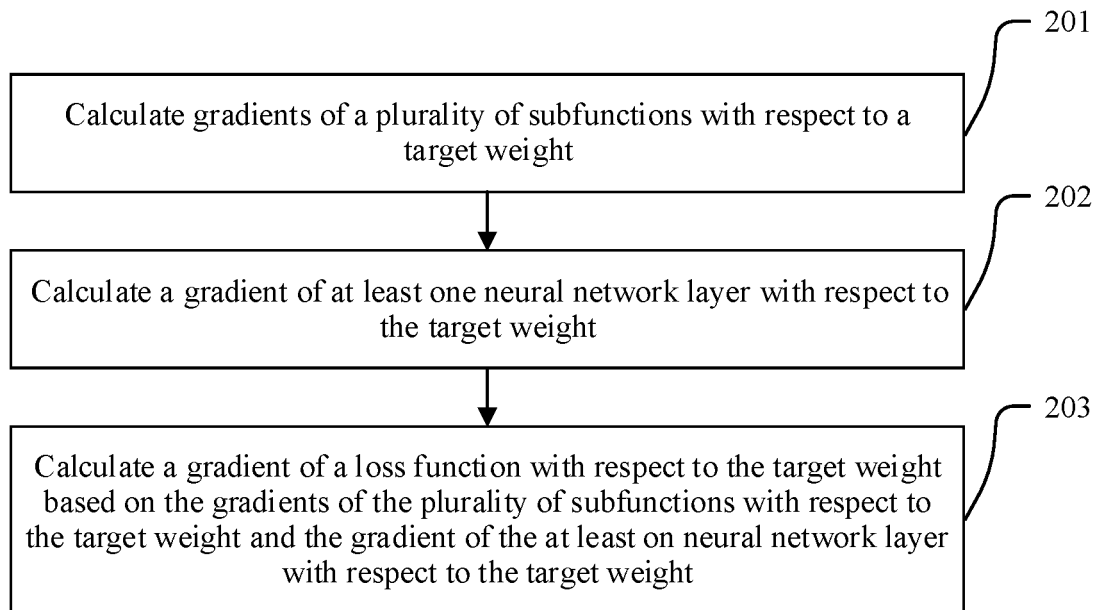 201
Calculate gradients of a plurality of subfunctions with respect to a
target weight
202
Calculate a gradient of at least one neural network layer with respect to
the target weight
203
Calculate a gradient of a loss function with respect to the target weight
based on the gradients of the plurality of subfunctions with respect to
the target weight and the gradient of the at least on neural network layer
with respect to the target weight